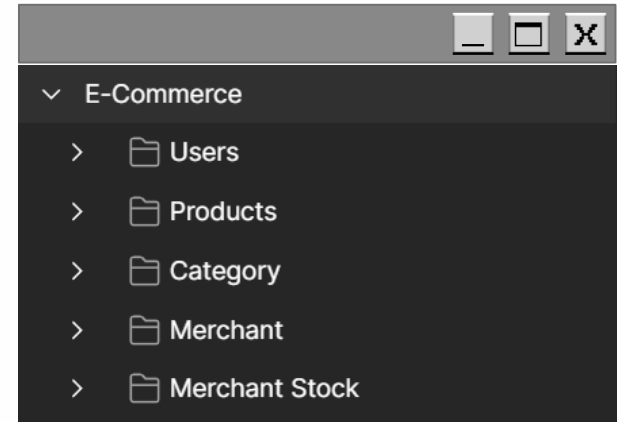 E-Commerce
Users
Products
Category
Merchant
Merchant Stock